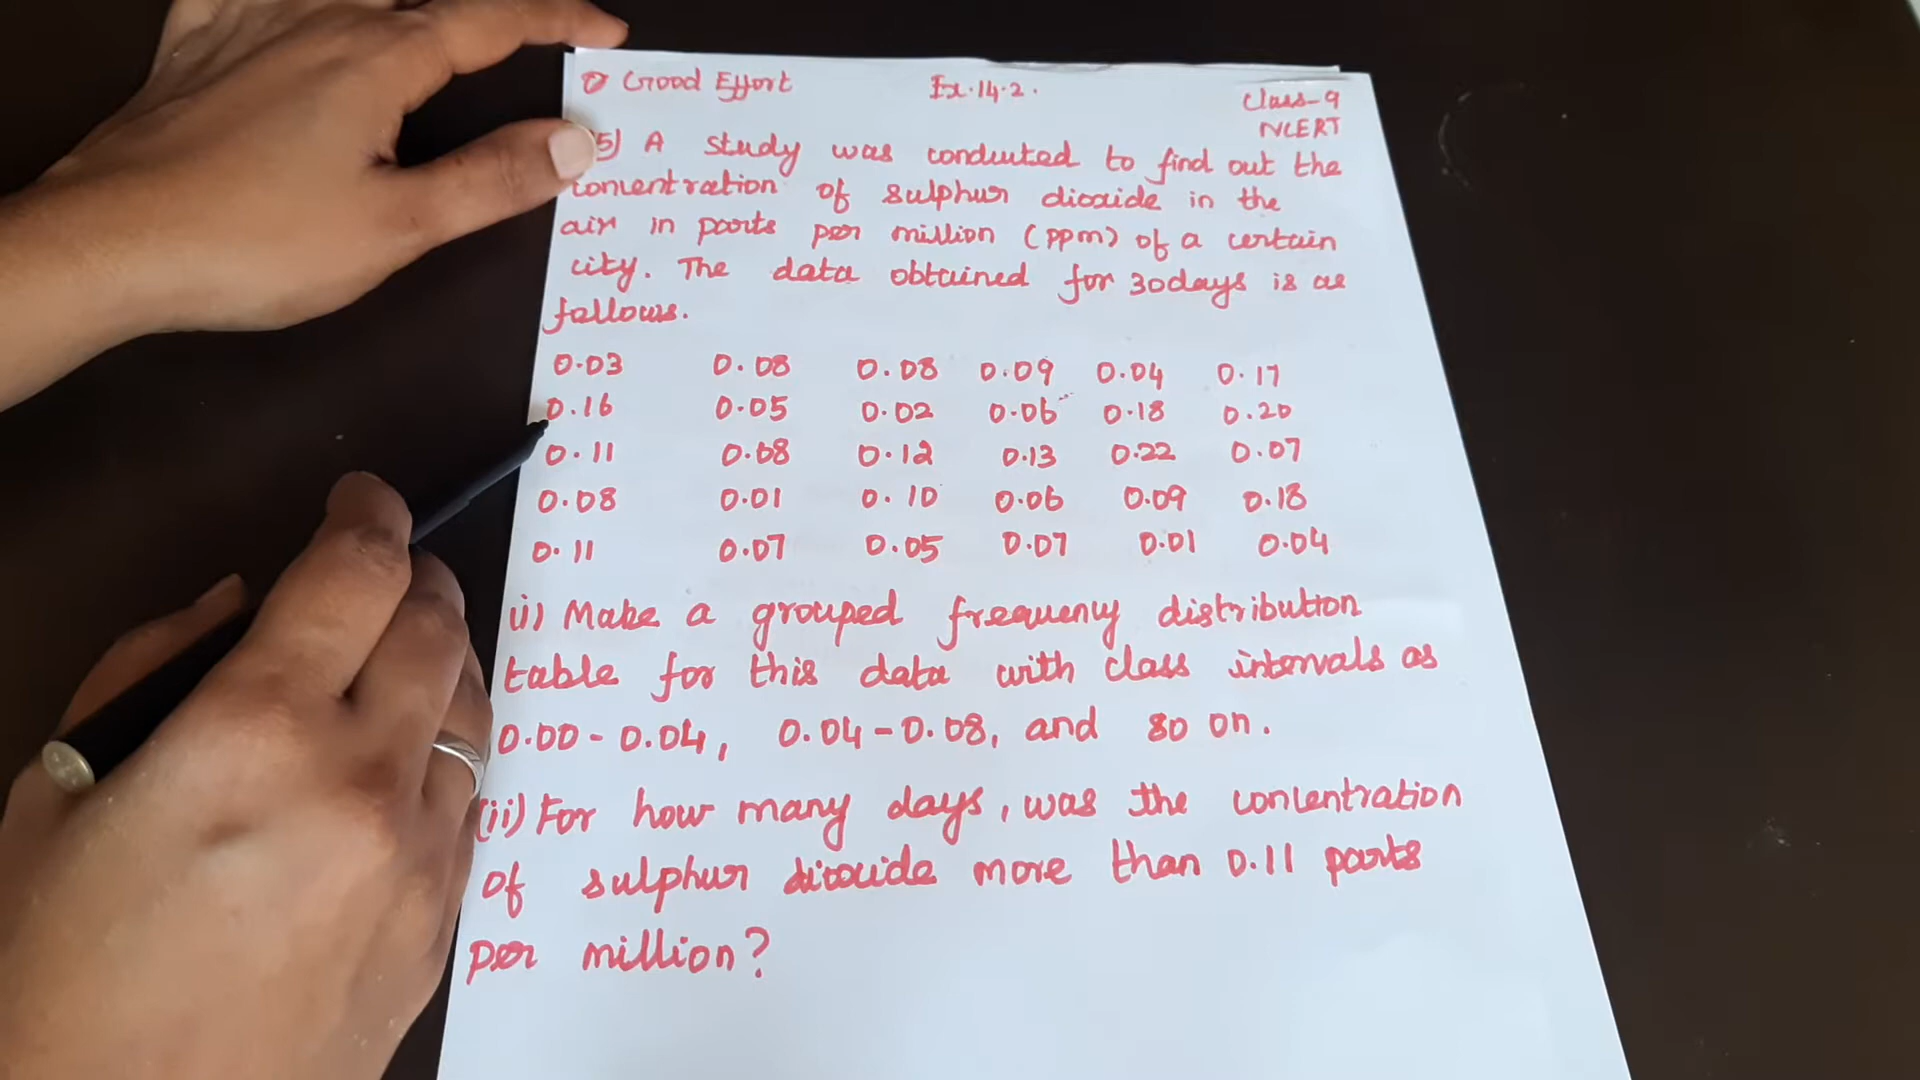 Good Effort Ex.14.2. Class-9
NCERT
5) A study was conducted to find out the
concentration of sulphur dioxide in the
air in parts per million (ppm) of a certain
city. The data obtained for 30days is as
follows.
0.03 0.08 0.08 0.09 0.04 0.17
0.16 0.05 0.02 0.06 0.18 0.20
0.11 0.08 0.12 0.13 0.22 0.07
0.08 0.01 0.10 0.06 0.09 0.18
0.11 0.07 0.05 0.07 0.01 0.04
(i) Make a grouped frequency distribution
table for this data with class intervals as
0.00-0.04, 0.04-0.08, and so on.
(ii) For how many days, was the concentration
of sulphur dioxide more than 0.11 parts
per million?